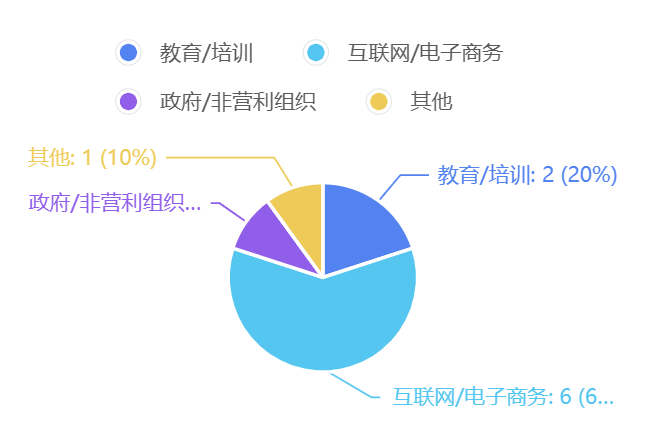 教育/培训 互联网/电子商务
政府/非营利组织 其他
其他: 1 (10%)
教育/培训: 2 (20%)
政府/非营利组织...
互联网/电子商务: 6 (6...